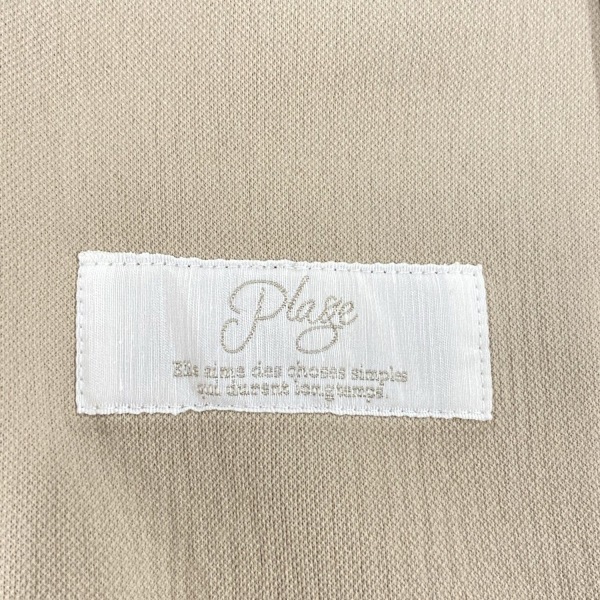 Plage
Elle aime des choses simples
qui durent longtemps.